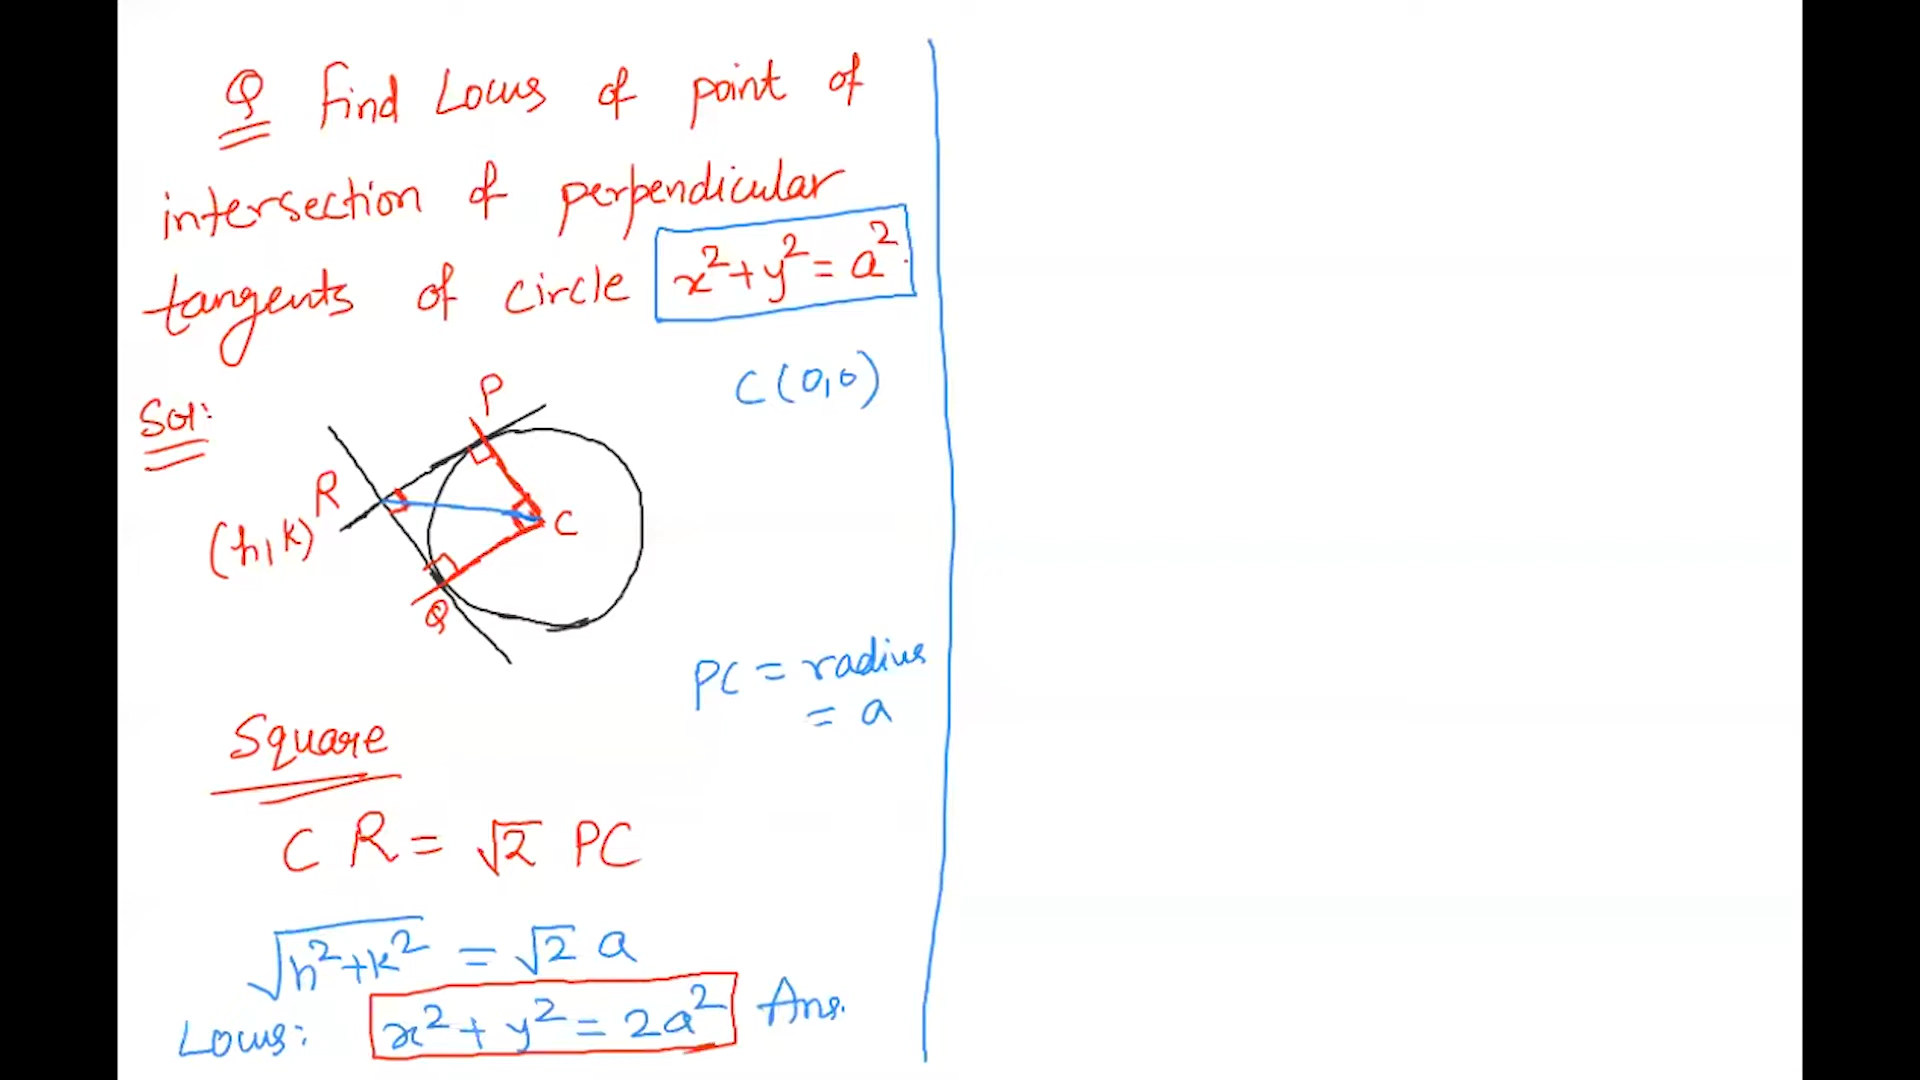 Q Find Locus of point of
intersection of perpendicular
tangents of circle x²+y²=a².
C(0,0)
Sol:
P
R
(h,k)
C
Q
PC = radius
= a
Square
CR = √2 PC
√h²+k² = √2 a
Locus: x²+y²=2a² Ans.